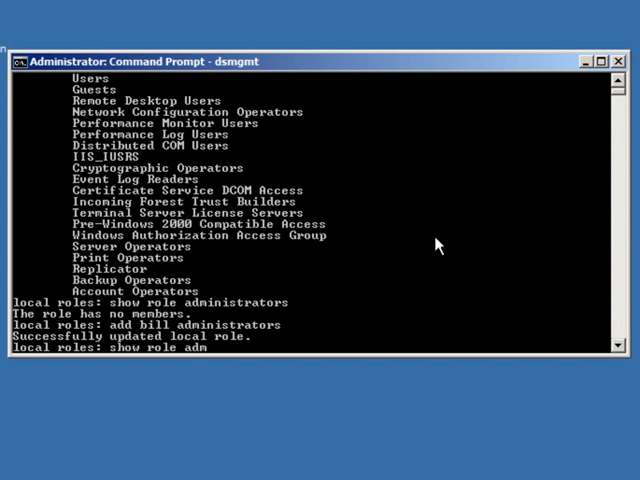 n
Administrator: Command Prompt - dsmgmt
Users
Guests
Remote Desktop Users
Network Configuration Operators
Performance Monitor Users
Performance Log Users
Distributed COM Users
IIS_IUSRS
Cryptographic Operators
Event Log Readers
Certificate Service DCOM Access
Incoming Forest Trust Builders
Terminal Server License Servers
Pre-Windows 2000 Compatible Access
Windows Authorization Access Group
Server Operators
Print Operators
Replicator
Backup Operators
Account Operators
local roles: show role administrators
The role has no members.
local roles: add bill administrators
Successfully updated local role.
local roles: show role adm